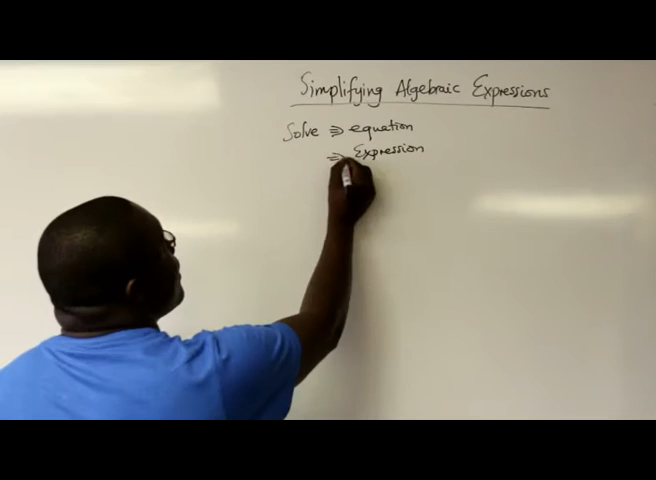 Simplifying Algebraic Expressions
Solve ⇛ equation
⇛ Expression